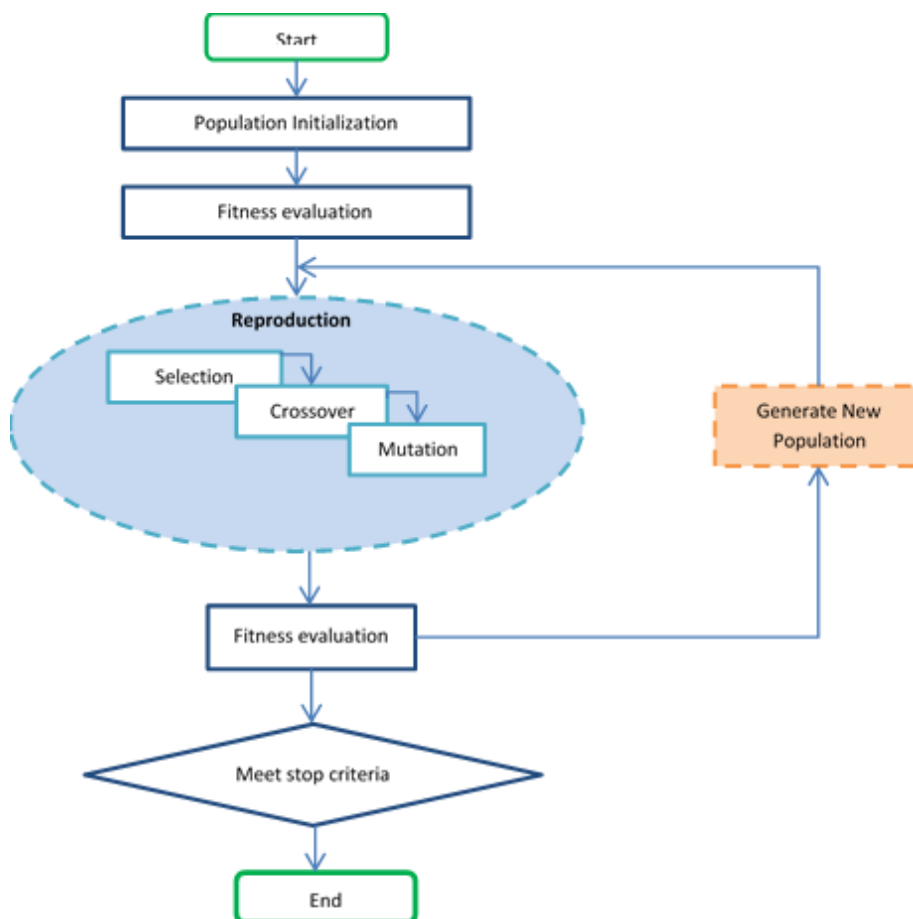 Start
Population Initialization
Fitness evaluation
Reproduction
Selection
Crossover
Mutation
Generate New
Population
Fitness evaluation
Meet stop criteria
End